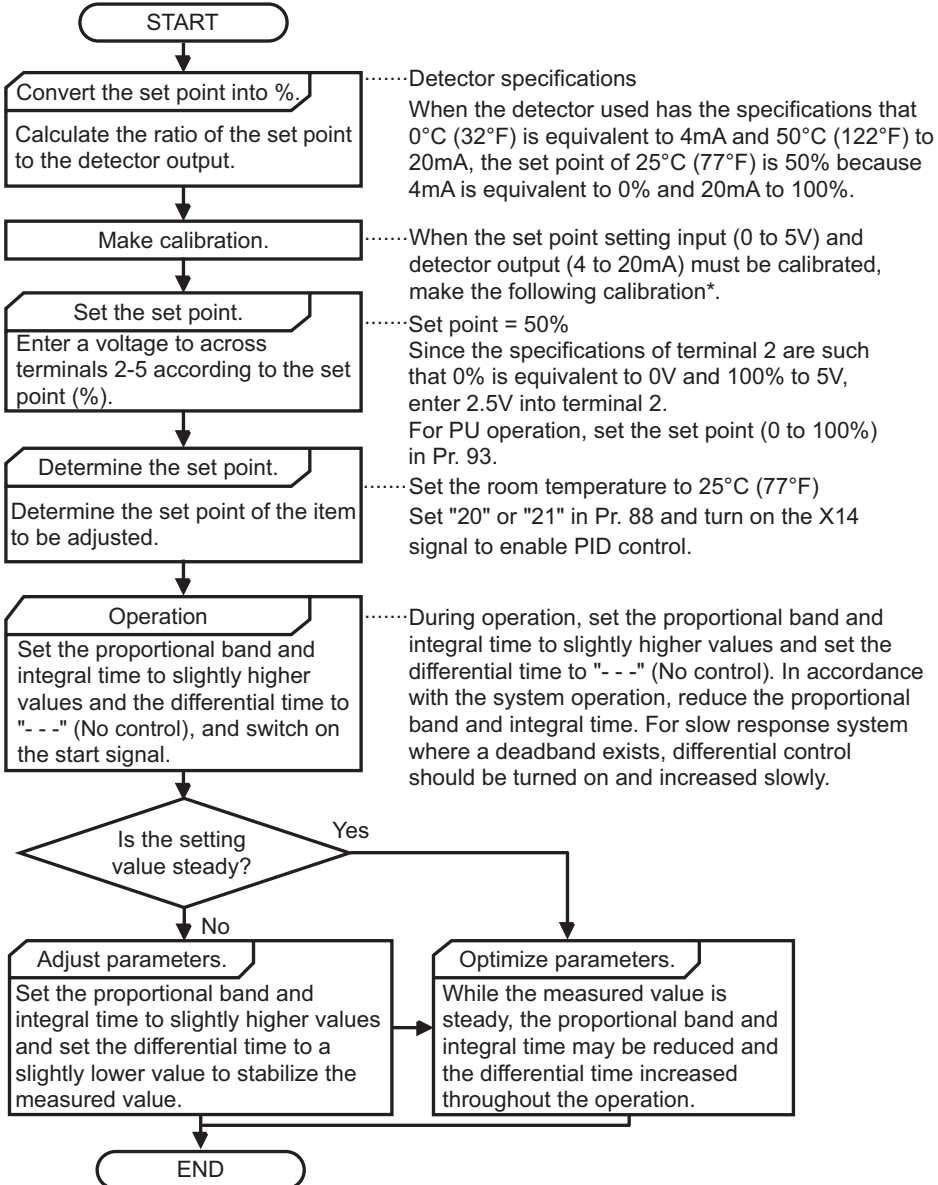 START
Convert the set point into %.
Calculate the ratio of the set point
to the detector output.
·······Detector specifications
When the detector used has the specifications that
0°C (32°F) is equivalent to 4mA and 50°C (122°F) to
20mA, the set point of 25°C (77°F) is 50% because
4mA is equivalent to 0% and 20mA to 100%.
Make calibration.
·······When the set point setting input (0 to 5V) and
detector output (4 to 20mA) must be calibrated,
make the following calibration*.
Set the set point.
Enter a voltage to across
terminals 2-5 according to the set
point (%).
·······Set point = 50%
Since the specifications of terminal 2 are such
that 0% is equivalent to 0V and 100% to 5V,
enter 2.5V into terminal 2.
For PU operation, set the set point (0 to 100%)
in Pr. 93.
Determine the set point.
Determine the set point of the item
to be adjusted.
·······Set the room temperature to 25°C (77°F)
Set "20" or "21" in Pr. 88 and turn on the X14
signal to enable PID control.
Operation
Set the proportional band and
integral time to slightly higher
values and the differential time to
"- - -" (No control), and switch on
the start signal.
·······During operation, set the proportional band and
integral time to slightly higher values and set the
differential time to "- - -" (No control). In accordance
with the system operation, reduce the proportional
band and integral time. For slow response system
where a deadband exists, differential control
should be turned on and increased slowly.
Is the setting
value steady?
Yes
No
Adjust parameters.
Set the proportional band and
integral time to slightly higher values
and set the differential time to a
slightly lower value to stabilize the
measured value.
Optimize parameters.
While the measured value is
steady, the proportional band and
integral time may be reduced and
the differential time increased
throughout the operation.
END